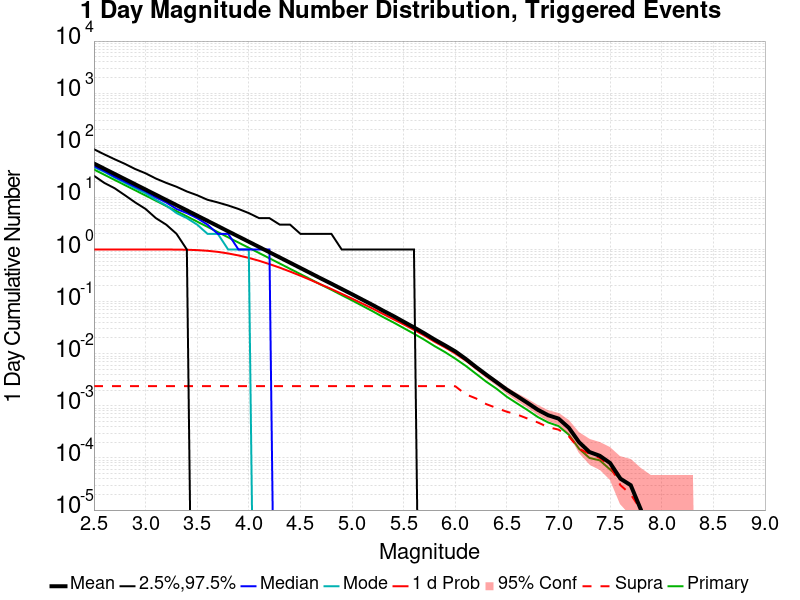 1 Day Magnitude Number Distribution, Triggered Events
1 Day Cumulative Number
10^4
10^3
10^2
10^1
10^0
10^-1
10^-2
10^-3
10^-4
10^-5
2.5 3.0 3.5 4.0 4.5 5.0 5.5 6.0 6.5 7.0 7.5 8.0 8.5 9.0
Magnitude
Mean 2.5%,97.5% Median Mode 1 d Prob 95% Conf Supra Primary